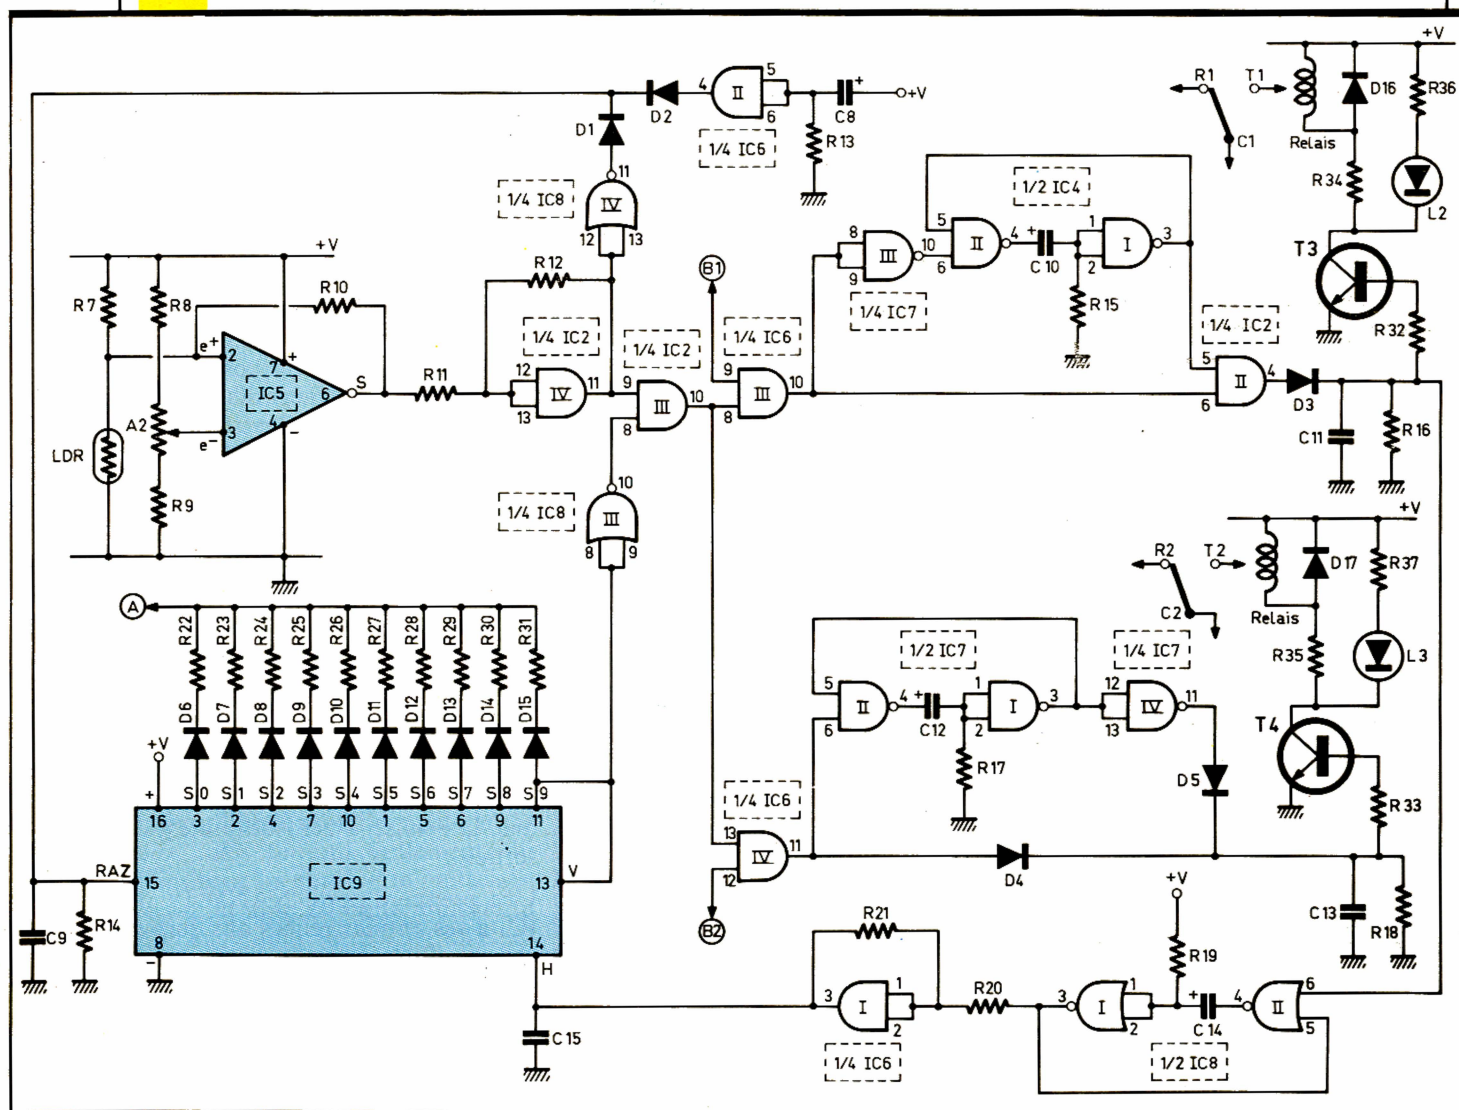 +V
R1
T1
D16
R36
C1
Relais
R34
L2
T3
R32
4
II
5
6
D2
C8
+
+V
R13
1/4 IC6
D1
11
IV
12
13
1/4 IC8
1/2 IC4
5
6
II
4
+
C10
1
2
I
3
R15
8
9
III
10
1/4 IC7
+V
R7
R8
R10
e+
2
7
+
IC5
6
S
4
-
3
e-
A2
LDR
R9
R11
R12
1/4 IC2
12
13
IV
11
1/4 IC2
9
8
III
10
B1
1/4 IC6
9
8
III
10
1/4 IC2
5
6
II
4
D3
C11
R16
10
III
8
9
1/4 IC8
+V
R2
T2
D17
R37
C2
Relais
R35
L3
T4
R33
A
R22
R23
R24
R25
R26
R27
R28
R29
R30
R31
D6
D7
D8
D9
D10
D11
D12
D13
D14
D15
+V
+
S0
S1
S2
S3
S4
S5
S6
S7
S8
S9
16
3
2
4
7
10
1
5
6
9
11
RAZ
15
IC9
13
V
8
-
14
H
C9
R14
C15
1/2 IC7
5
6
II
4
+
C12
1
2
I
3
R17
1/4 IC7
12
13
IV
11
D5
1/4 IC6
13
12
IV
11
D4
B2
C13
R18
R21
3
I
1
2
1/4 IC6
R20
3
I
1
2
+V
R19
+
C14
4
II
6
5
1/2 IC8